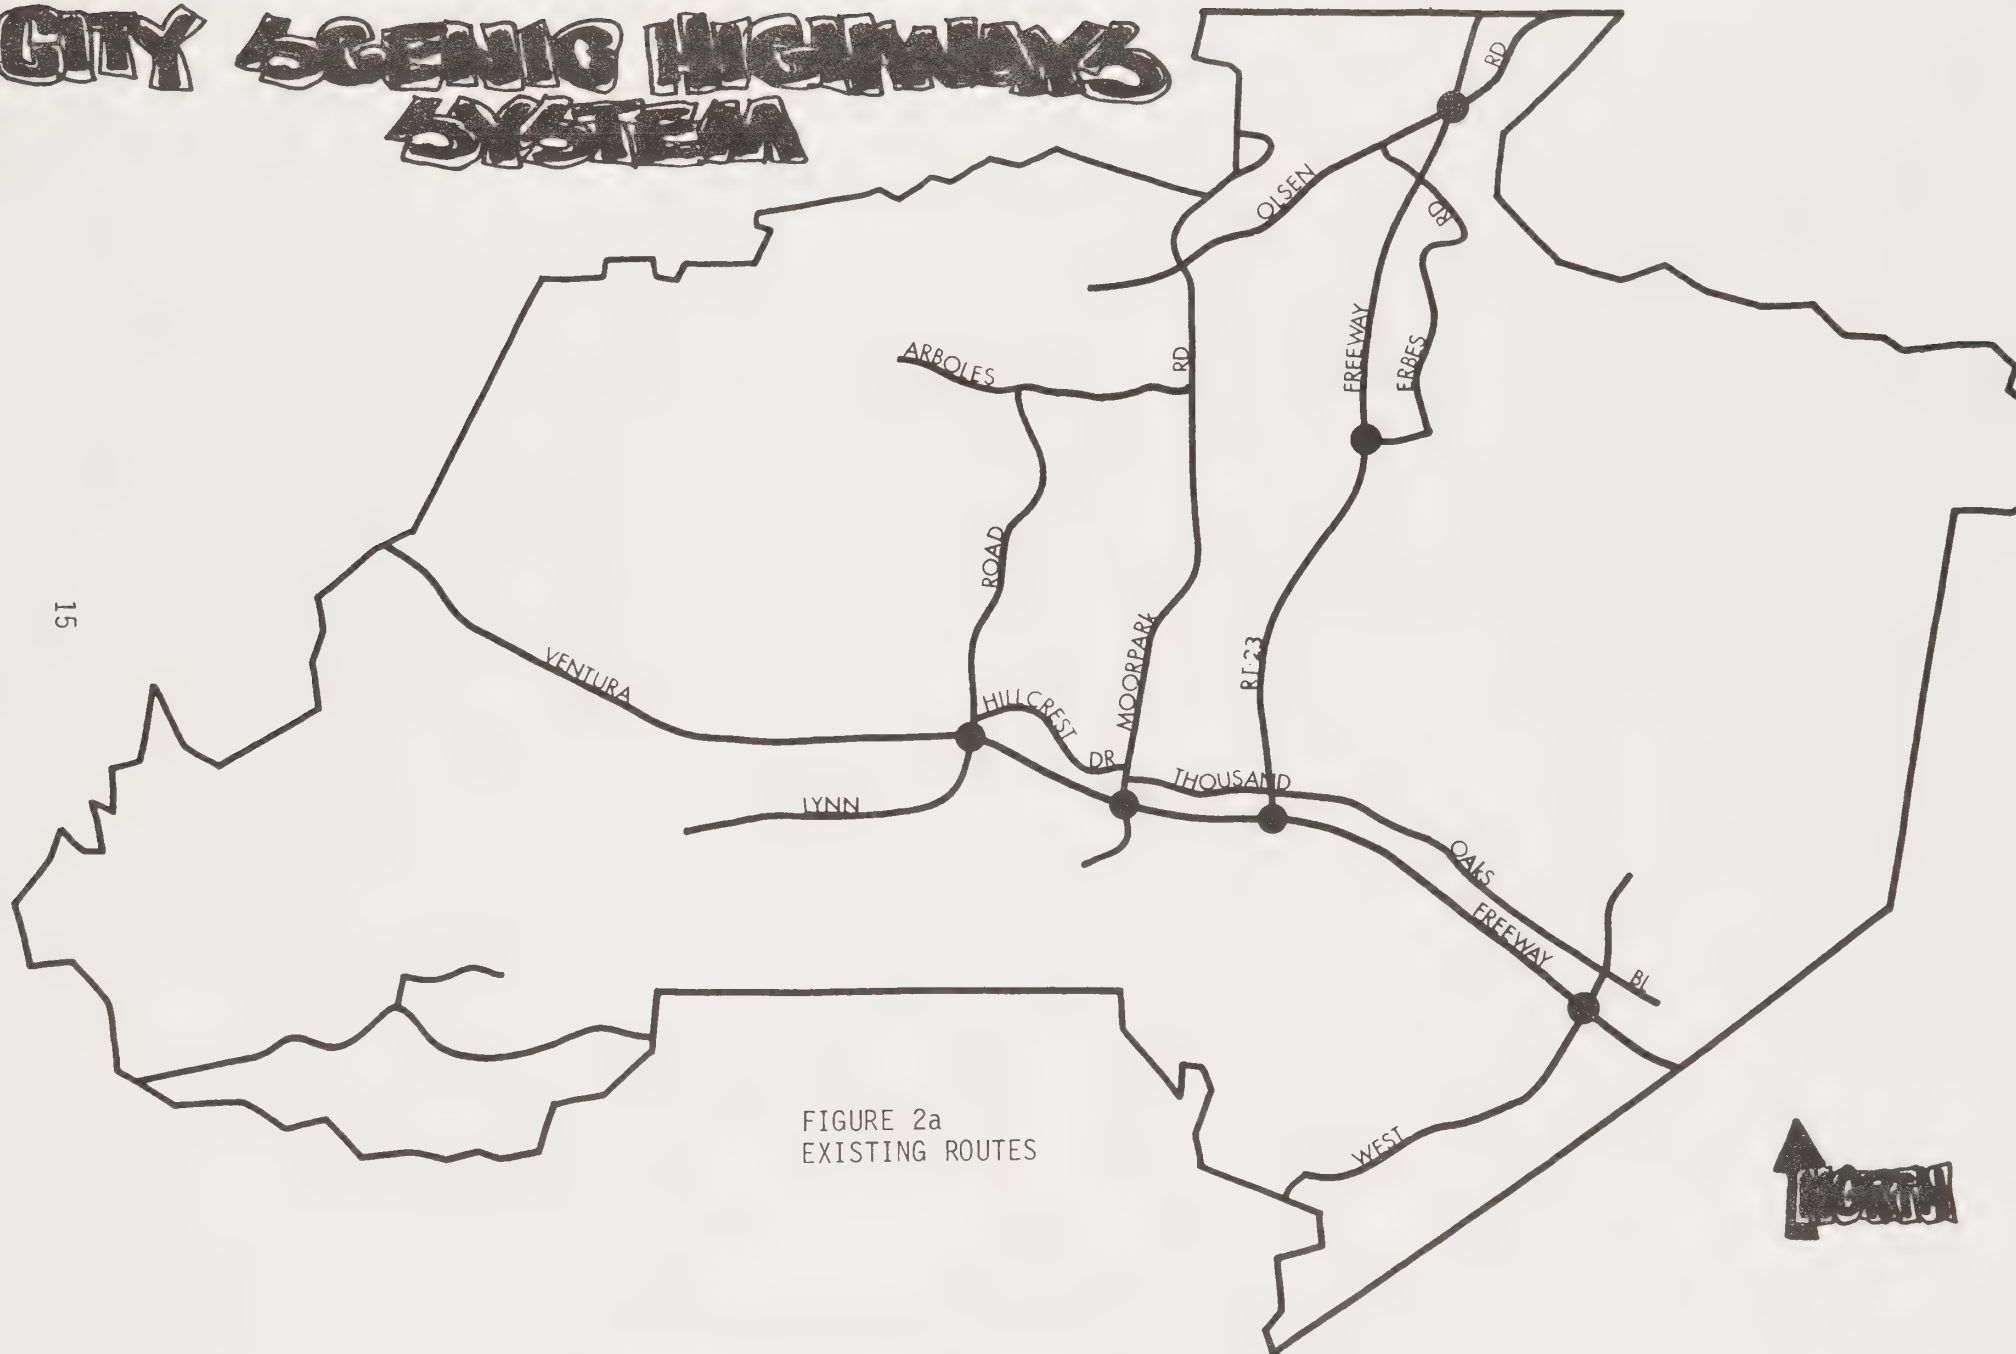 CITY SCENIC HIGHWAYS
SYSTEM
RD
OLSEN
RD
FREEWAY
ERBES
RD
ARBOLES
ROAD
MOORPARK
RT 23
VENTURA
HILLCREST
DR
THOUSAND
LYNN
OAKS
FREEWAY
BL
WEST
15
FIGURE 2a
EXISTING ROUTES
NORTH